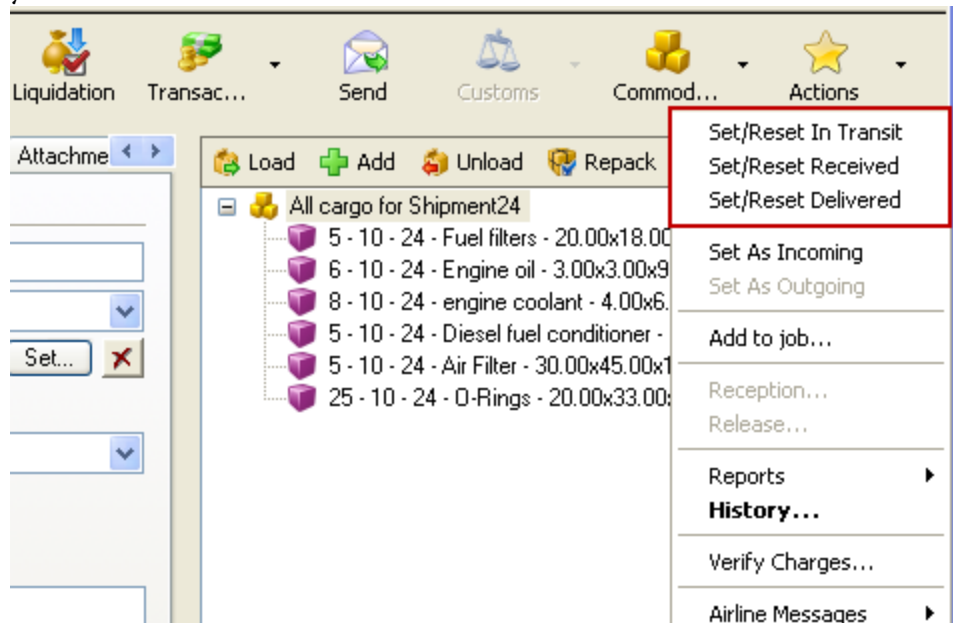 Liquidation Transac... Send Customs Commod... Actions
Attachme
Load Add Unload Repack
All cargo for Shipment24
5 - 10 - 24 - Fuel filters - 20.00x18.00
6 - 10 - 24 - Engine oil - 3.00x3.00x9
8 - 10 - 24 - engine coolant - 4.00x6.
5 - 10 - 24 - Diesel fuel conditioner -
5 - 10 - 24 - Air Filter - 30.00x45.00x1
25 - 10 - 24 - O-Rings - 20.00x33.00
Set...
Set/Reset In Transit
Set/Reset Received
Set/Reset Delivered
Set As Incoming
Set As Outgoing
Add to job...
Reception...
Release...
Reports
History...
Verify Charges...
Airline Messages